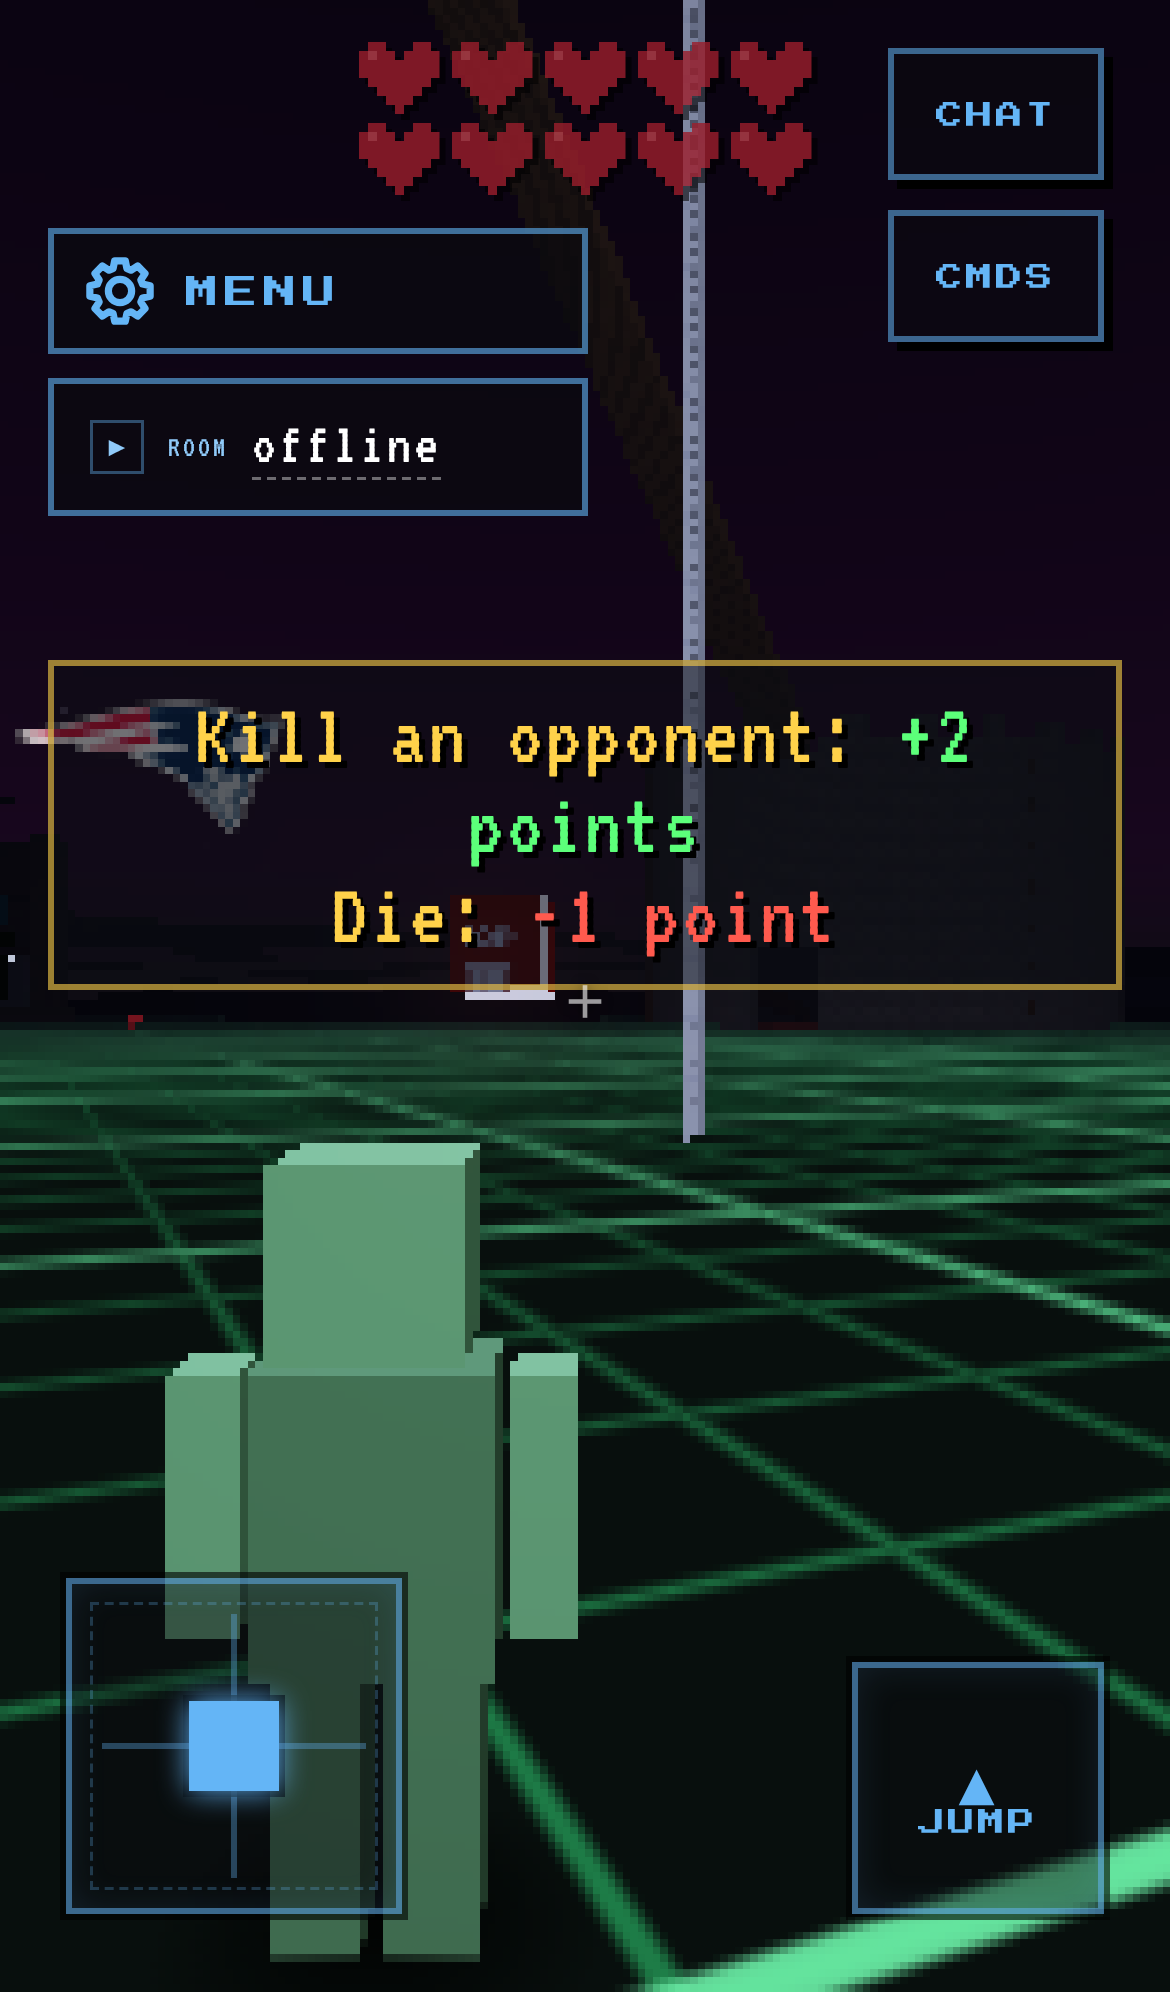 CHAT
CMDS
MENU
ROOM offline
Kill an opponent: +2
points
Die: -1 point
JUMP